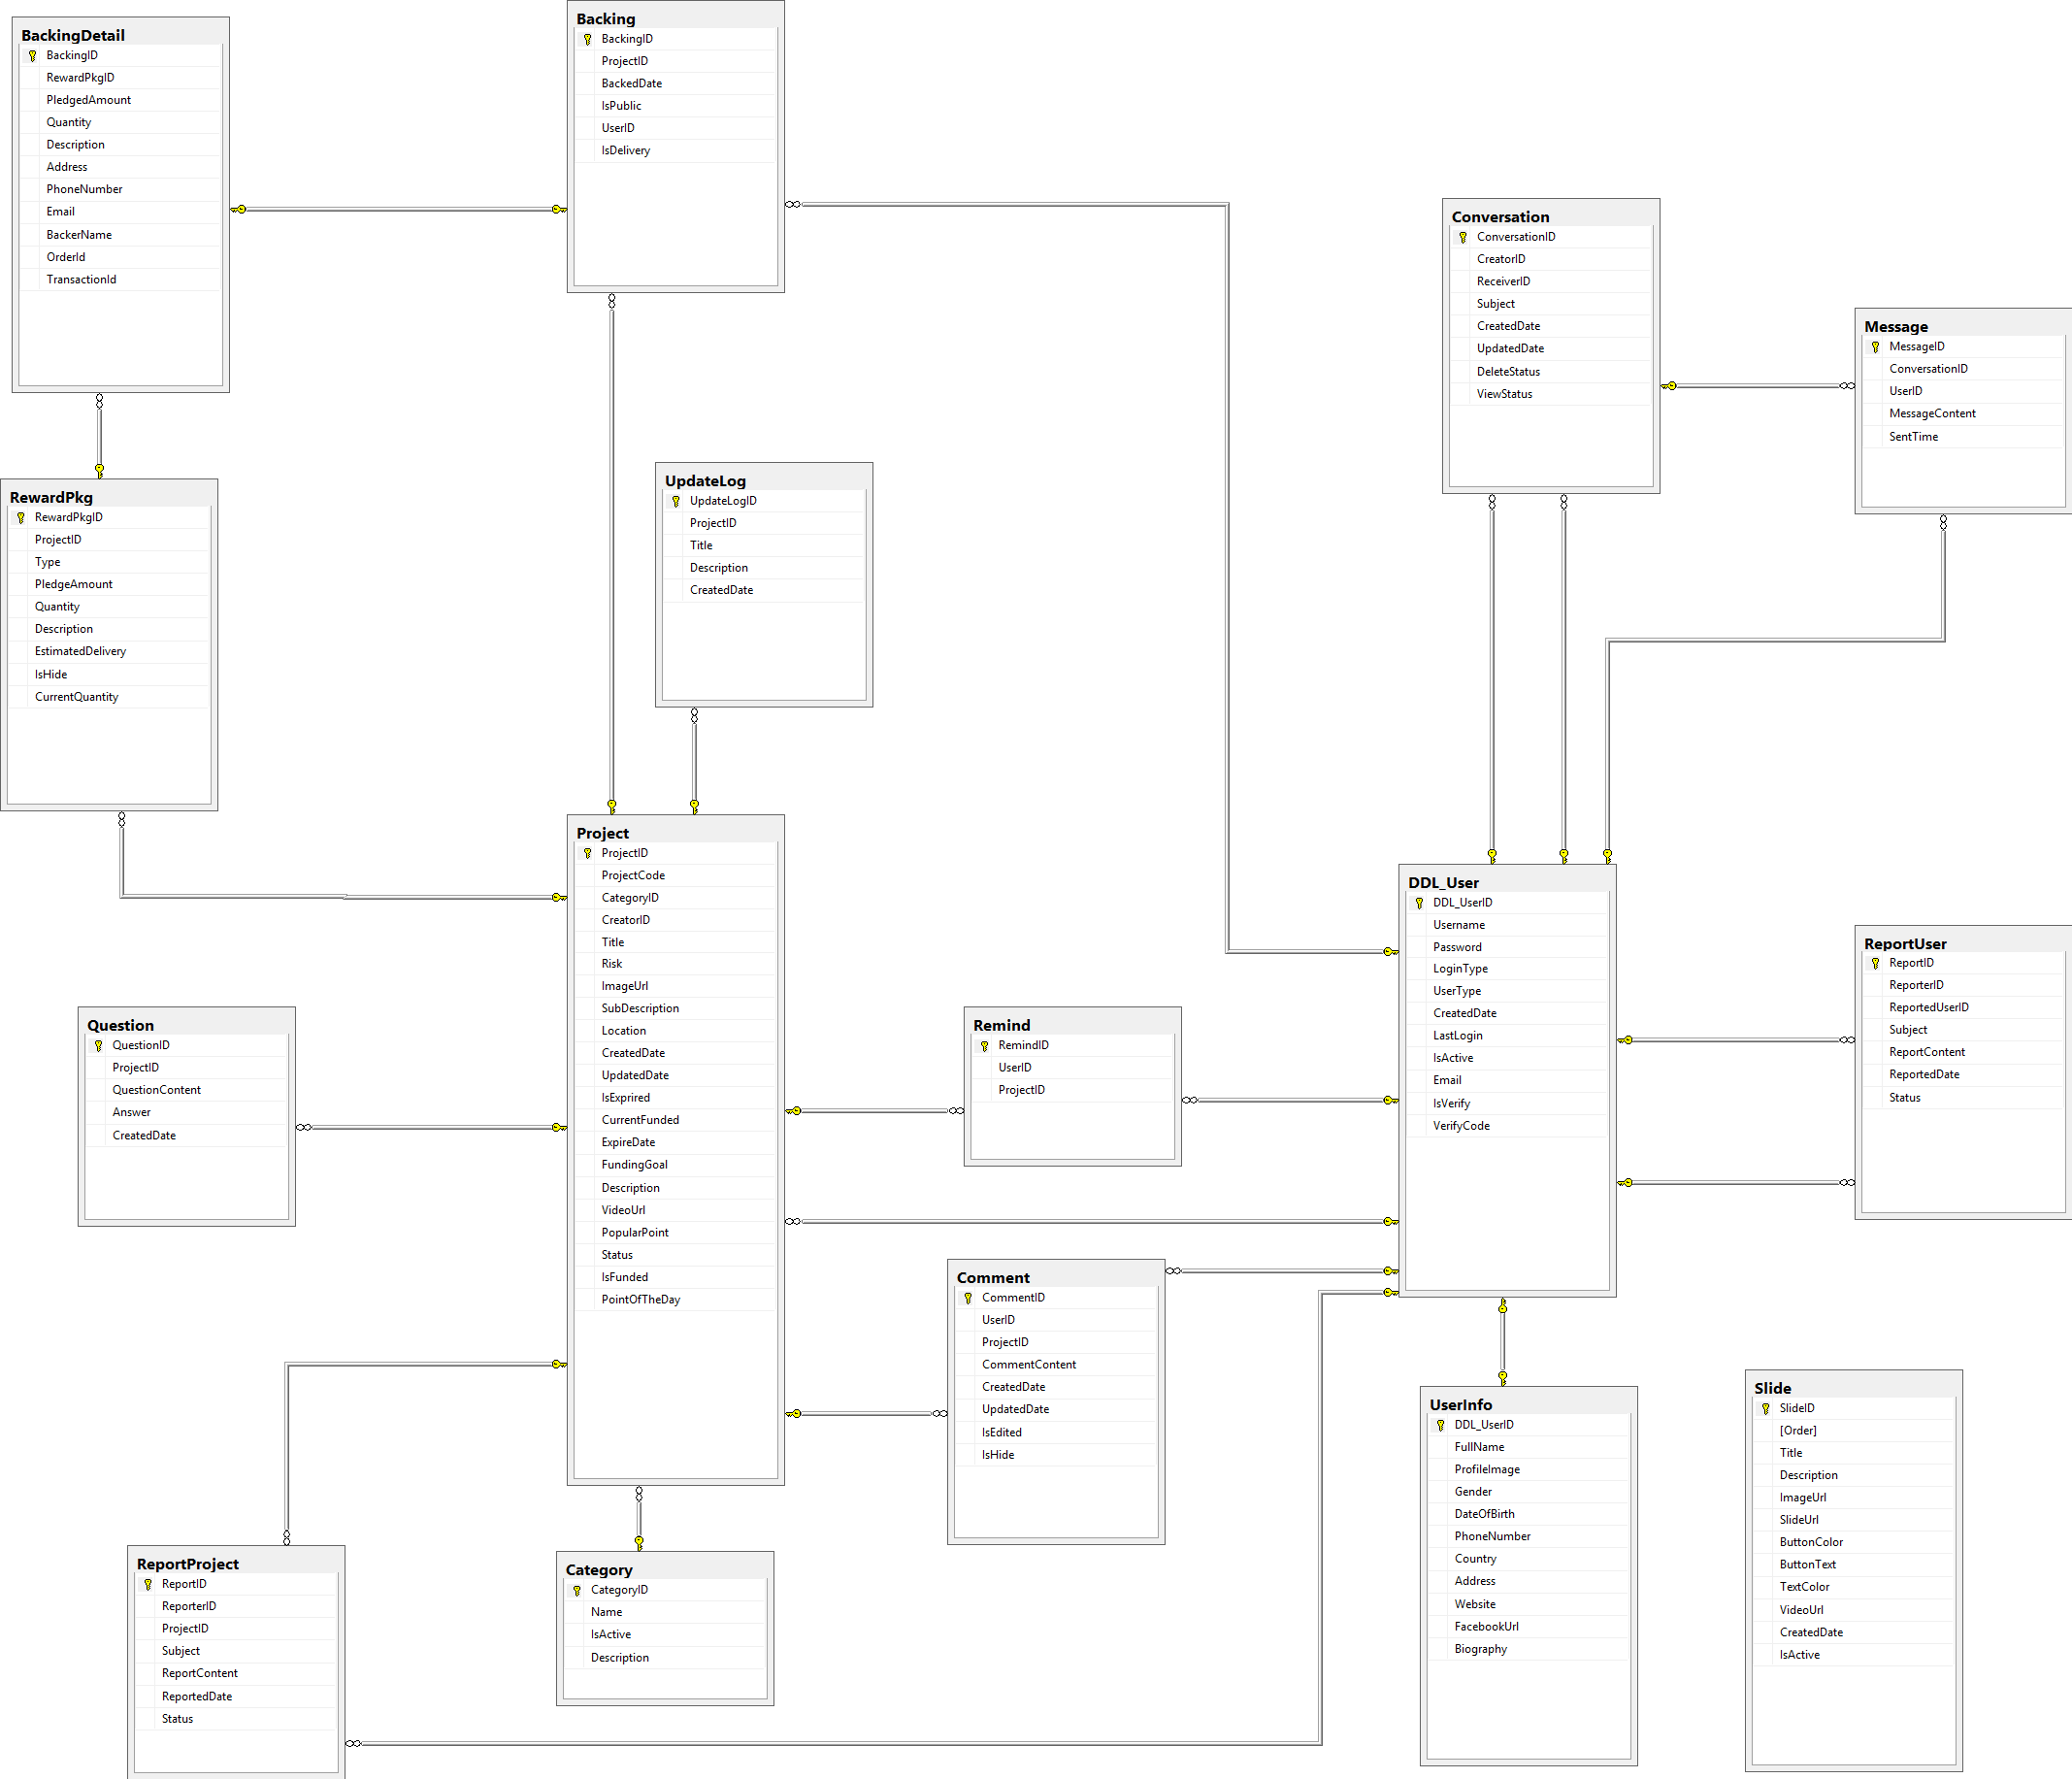 BackingDetail
BackingID
RewardPkgID
PledgedAmount
Quantity
Description
Address
PhoneNumber
Email
BackerName
OrderId
TransactionId
Backing
BackingID
ProjectID
BackedDate
IsPublic
UserID
IsDelivery
Conversation
ConversationID
CreatorID
ReceiverID
Subject
CreatedDate
UpdatedDate
DeleteStatus
ViewStatus
Message
MessageID
ConversationID
UserID
MessageContent
SentTime
RewardPkg
RewardPkgID
ProjectID
Type
PledgeAmount
Quantity
Description
EstimatedDelivery
IsHide
CurrentQuantity
UpdateLog
UpdateLogID
ProjectID
Title
Description
CreatedDate
Project
ProjectID
ProjectCode
CategoryID
CreatorID
Title
Risk
ImageUrl
SubDescription
Location
CreatedDate
UpdatedDate
IsExprired
CurrentFunded
ExpireDate
FundingGoal
Description
VideoUrl
PopularPoint
Status
IsFunded
PointOfTheDay
DDL_User
DDL_UserID
Username
Password
LoginType
UserType
CreatedDate
LastLogin
IsActive
Email
IsVerify
VerifyCode
ReportUser
ReportID
ReporterID
ReportedUserID
Subject
ReportContent
ReportedDate
Status
Question
QuestionID
ProjectID
QuestionContent
Answer
CreatedDate
Remind
RemindID
UserID
ProjectID
Comment
CommentID
UserID
ProjectID
CommentContent
CreatedDate
UpdatedDate
IsEdited
IsHide
UserInfo
DDL_UserID
FullName
ProfileImage
Gender
DateOfBirth
PhoneNumber
Country
Address
Website
FacebookUrl
Biography
Slide
SlideID
[Order]
Title
Description
ImageUrl
SlideUrl
ButtonColor
ButtonText
TextColor
VideoUrl
CreatedDate
IsActive
ReportProject
ReportID
ReporterID
ProjectID
Subject
ReportContent
ReportedDate
Status
Category
CategoryID
Name
IsActive
Description